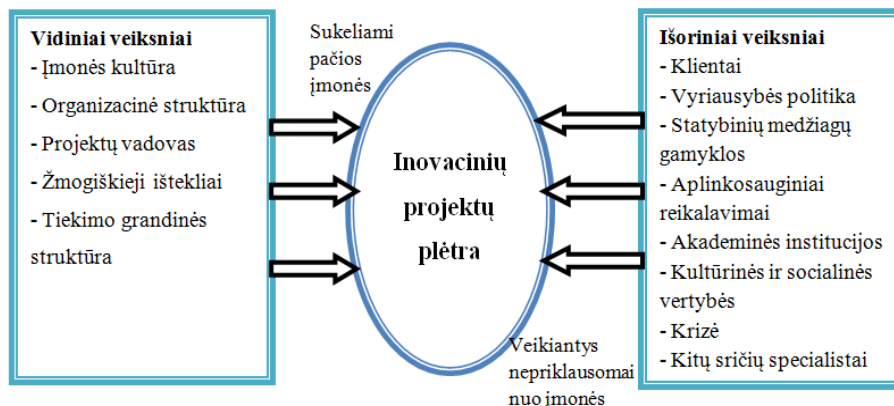 Vidiniai veiksniai
- Įmonės kultūra
- Organizacinė struktūra
- Projektų vadovas
- Žmogiškieji ištekliai
- Tiekimo grandinės
struktūra
Sukeliami
pačios
įmonės
Inovacinių
projektų
plėtra
Veikiantys
nepriklausomai
nuo įmonės
Išoriniai veiksniai
- Klientai
- Vyriausybės politika
- Statybinių medžiagų
gamyklos
- Aplinkosauginiai
reikalavimai
- Akademinės institucijos
- Kultūrinės ir socialinės
vertybės
- Krizė
- Kitų sričių specialistai